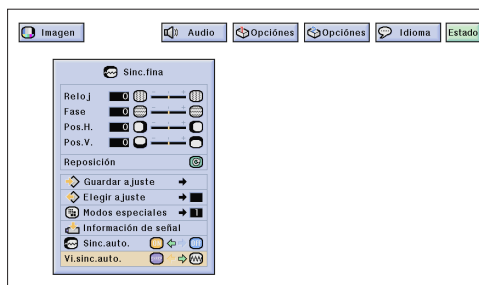 Imagen Audio Opciónes Opciónes Idioma Estado
Sinc.fina
Reloj 0
Fase 0
Pos.H. 0
Pos.V. 0
Reposición
Guardar ajuste
Elegir ajuste
Modos especiales 1
Información de señal
Sinc.auto.
Vi.sinc.auto.